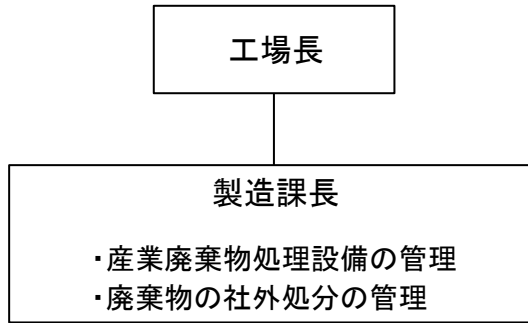 工場長
製造課長
・産業廃棄物処理設備の管理
・廃棄物の社外処分の管理